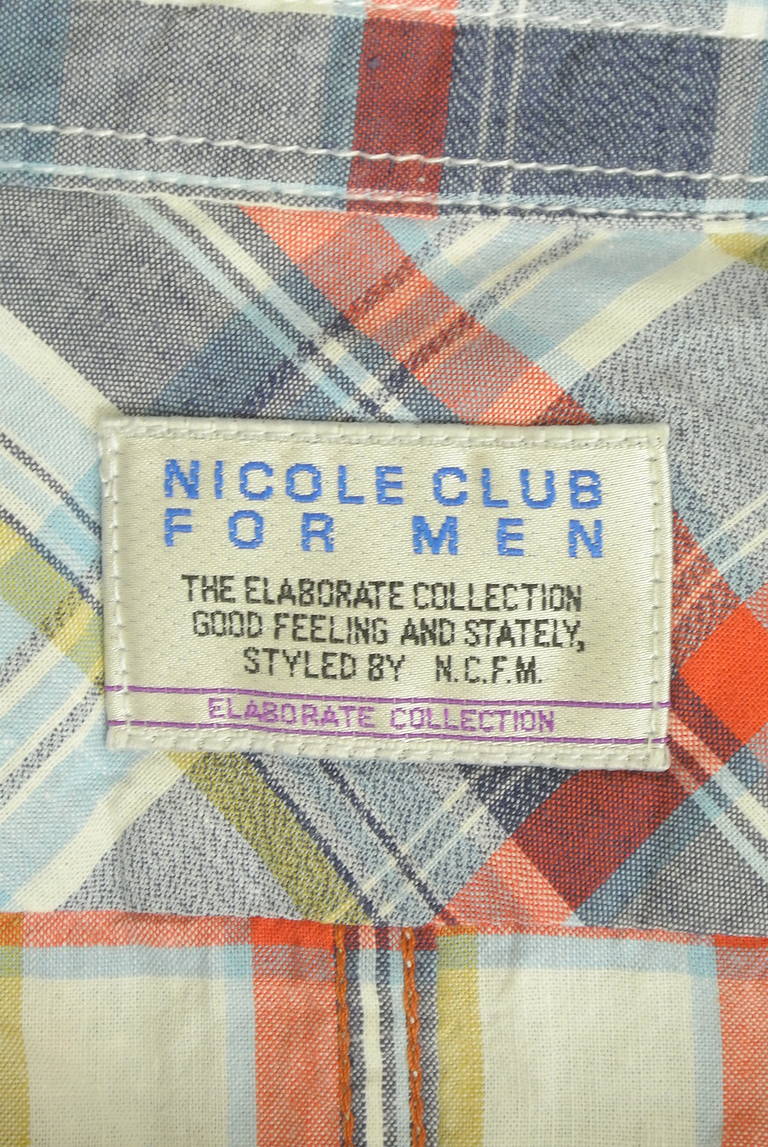 NICOLE CLUB
FOR MEN
THE ELABORATE COLLECTION
GOOD FEELING AND STATELY,
STYLED BY N.C.F.M.
ELABORATE COLLECTION